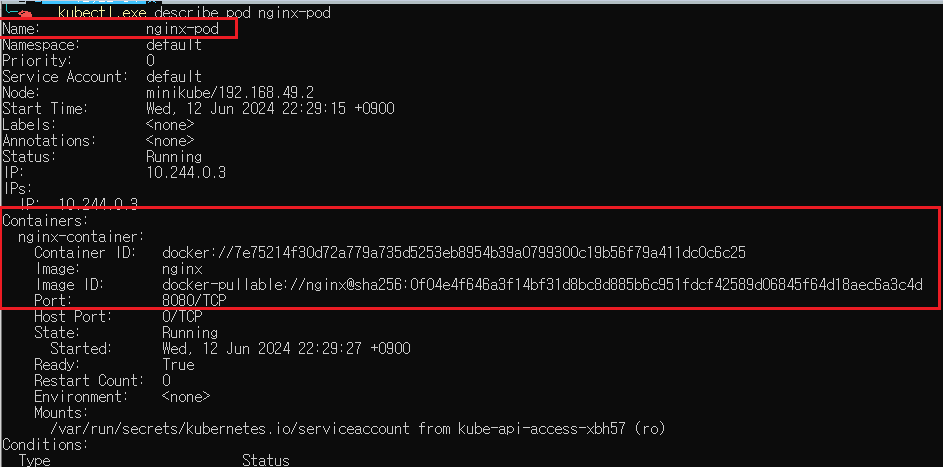 kubectl.exe describe pod nginx-pod
Name: nginx-pod
Namespace: default
Priority: 0
Service Account: default
Node: minikube/192.168.49.2
Start Time: Wed, 12 Jun 2024 22:29:15 +0900
Labels: <none>
Annotations: <none>
Status: Running
IP: 10.244.0.3
IPs:
IP: 10.244.0.3
Containers:
nginx-container:
Container ID: docker://7e75214f30d72a779a735d5253eb8954b39a0799300c19b56f79a411dc0c6c25
Image: nginx
Image ID: docker-pullable://nginx@sha256:0f04e4f646a3f14bf31d8bc8d885b6c951fdcf42589d06845f64d18aec6a3c4d
Port: 8080/TCP
Host Port: 0/TCP
State: Running
Started: Wed, 12 Jun 2024 22:29:27 +0900
Ready: True
Restart Count: 0
Environment: <none>
Mounts:
/var/run/secrets/kubernetes.io/serviceaccount from kube-api-access-xbh57 (ro)
Conditions:
Type Status